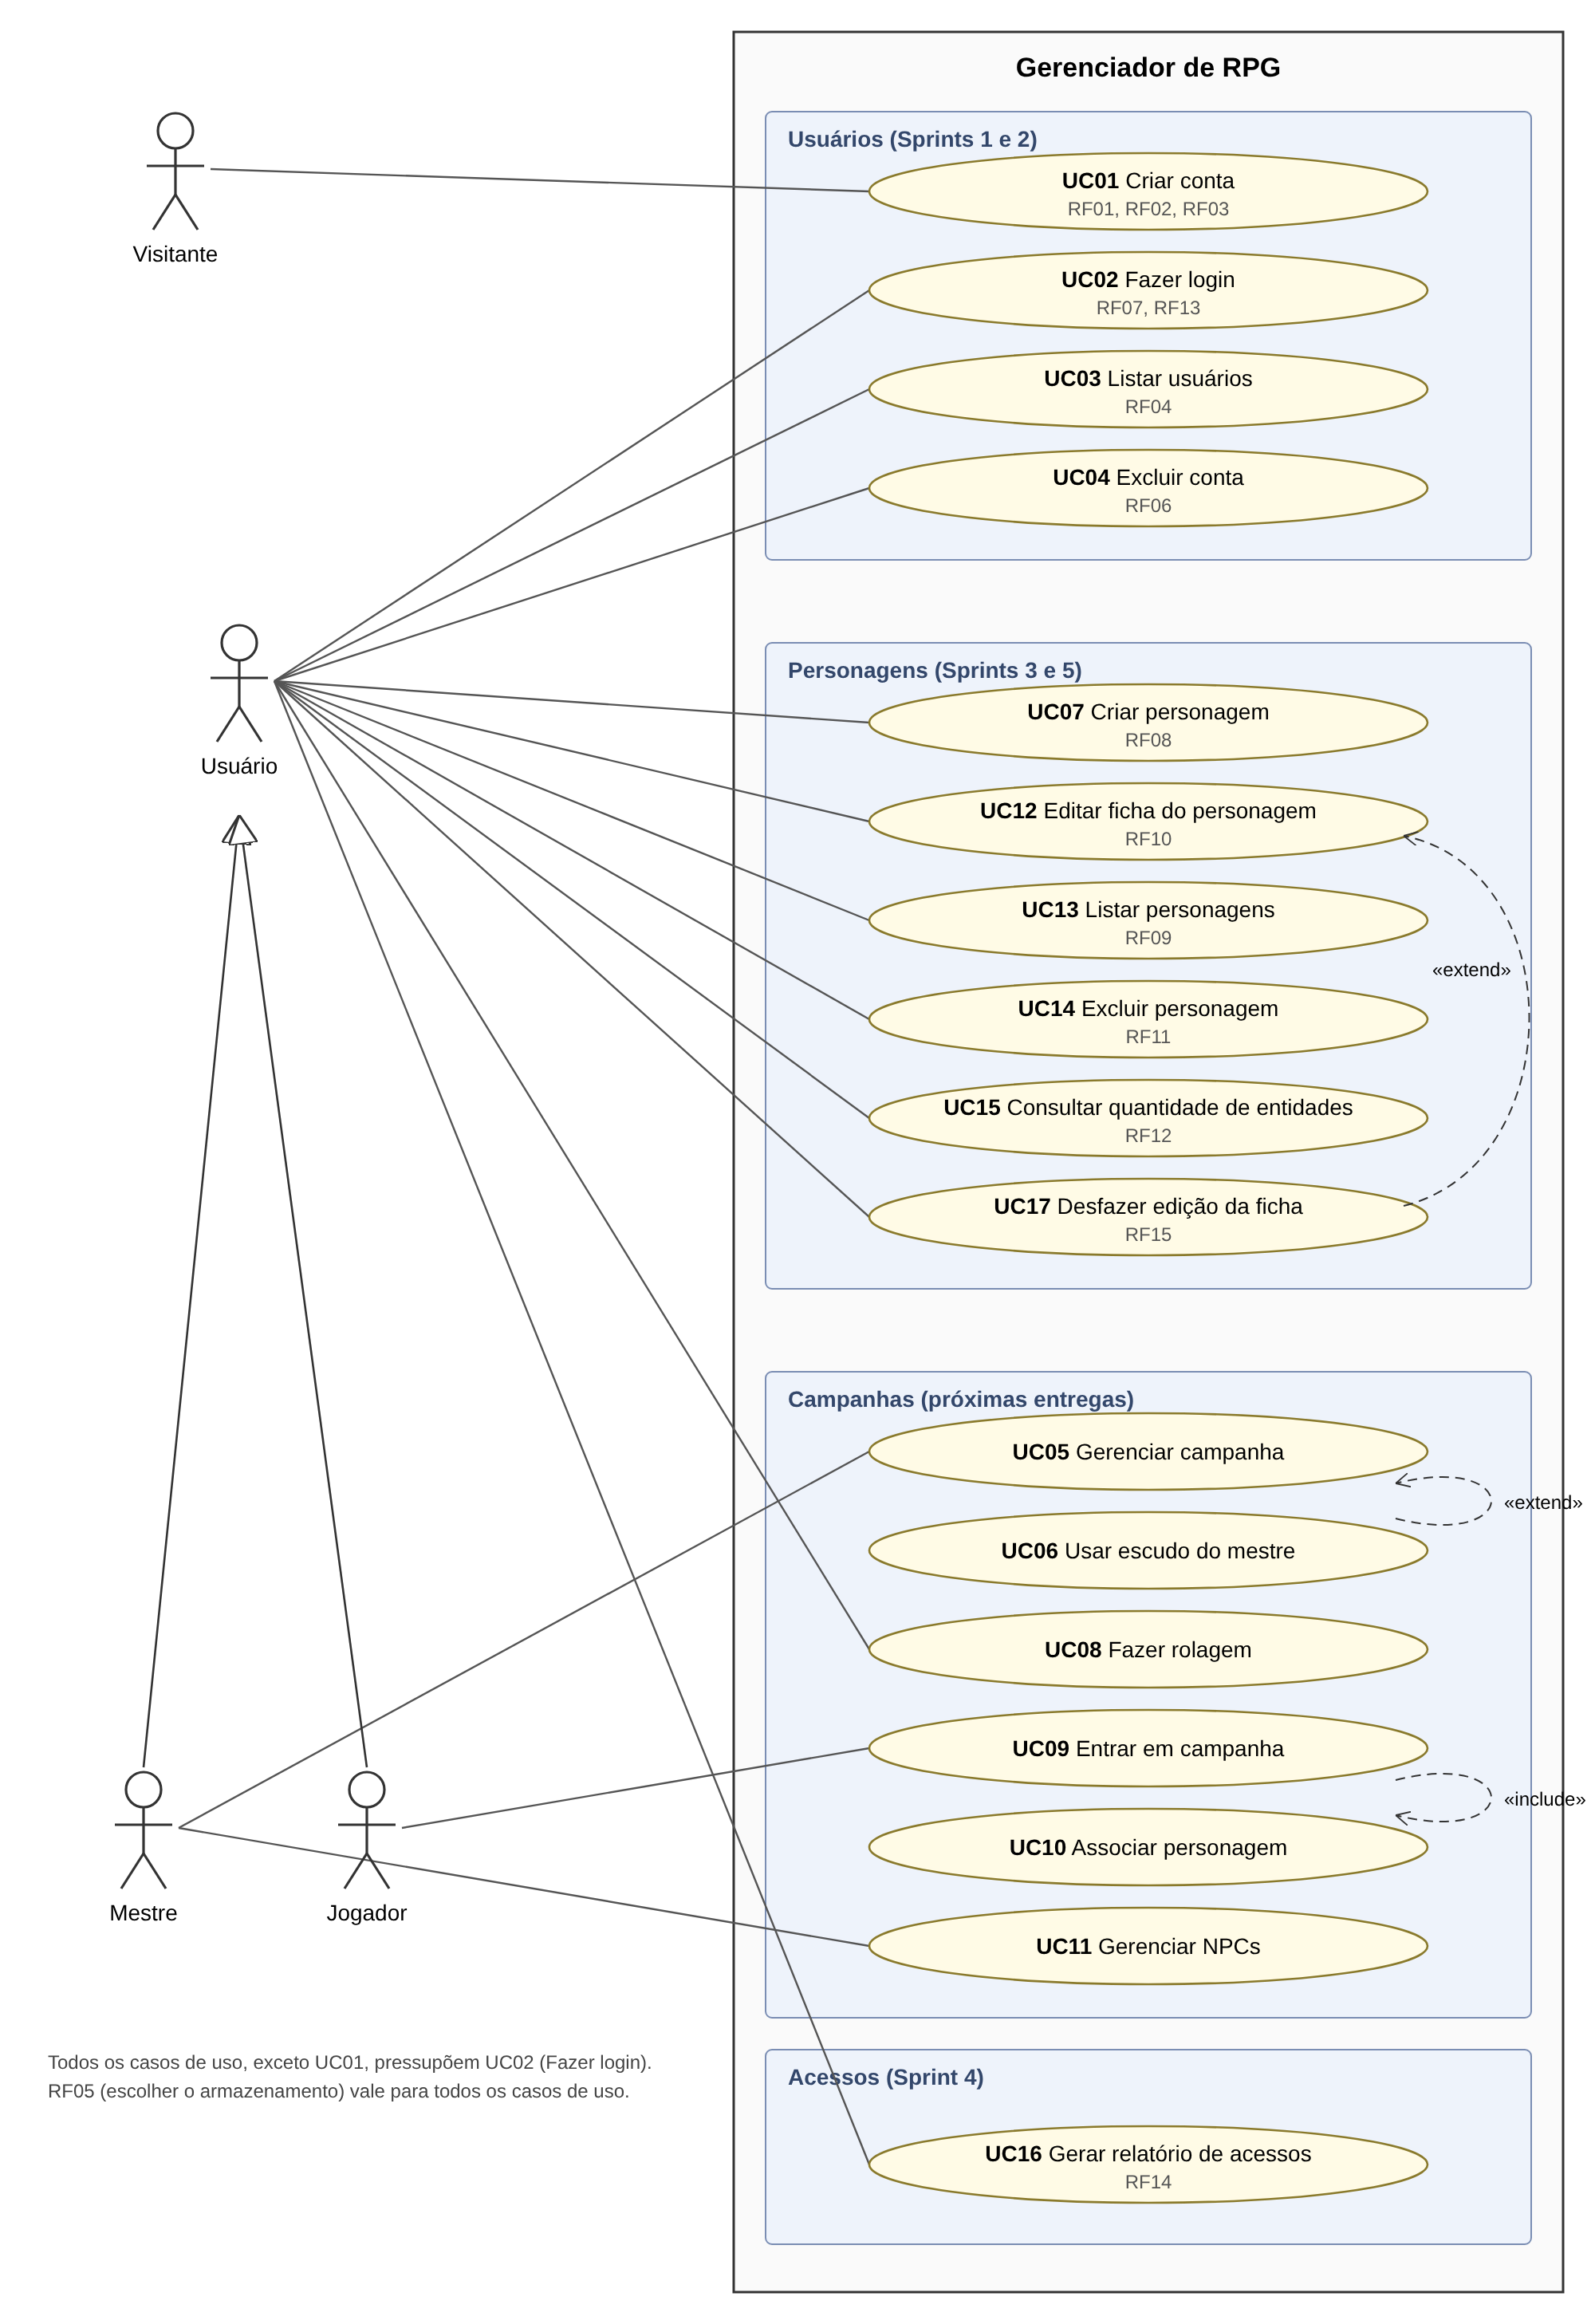 Gerenciador de RPG
Visitante
Usuários (Sprints 1 e 2)
UC01 Criar conta
RF01, RF02, RF03
UC02 Fazer login
RF07, RF13
UC03 Listar usuários
RF04
UC04 Excluir conta
RF06
Usuário
Personagens (Sprints 3 e 5)
UC07 Criar personagem
RF08
UC12 Editar ficha do personagem
RF10
UC13 Listar personagens
RF09
«extend»
UC14 Excluir personagem
RF11
UC15 Consultar quantidade de entidades
RF12
UC17 Desfazer edição da ficha
RF15
Campanhas (próximas entregas)
UC05 Gerenciar campanha
«extend»
UC06 Usar escudo do mestre
UC08 Fazer rolagem
UC09 Entrar em campanha
«include»
UC10 Associar personagem
UC11 Gerenciar NPCs
Mestre
Jogador
Todos os casos de uso, exceto UC01, pressupõem UC02 (Fazer login).
RF05 (escolher o armazenamento) vale para todos os casos de uso.
Acessos (Sprint 4)
UC16 Gerar relatório de acessos
RF14